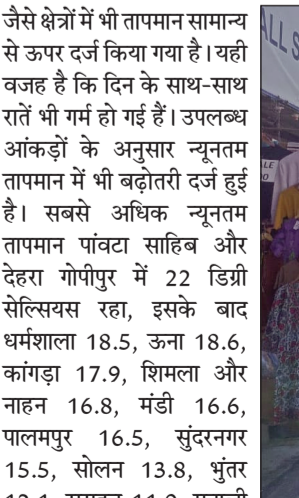 जैसे क्षेत्रों में भी तापमान सामान्य
से ऊपर दर्ज किया गया है। यही
वजह है कि दिन के साथ-साथ
रातें भी गर्म हो गई हैं। उपलब्ध
आंकड़ों के अनुसार न्यूनतम
तापमान में भी बढ़ोतरी दर्ज हुई
है। सबसे अधिक न्यूनतम
तापमान पांवटा साहिब और
देहरा गोपीपुर में 22 डिग्री
सेल्सियस रहा, इसके बाद
धर्मशाला 18.5, ऊना 18.6,
कांगड़ा 17.9, शिमला और
नाहन 16.8, मंडी 16.6,
पालमपुर 16.5, सुंदरनगर
15.5, सोलन 13.8, भुंतर
ALL S